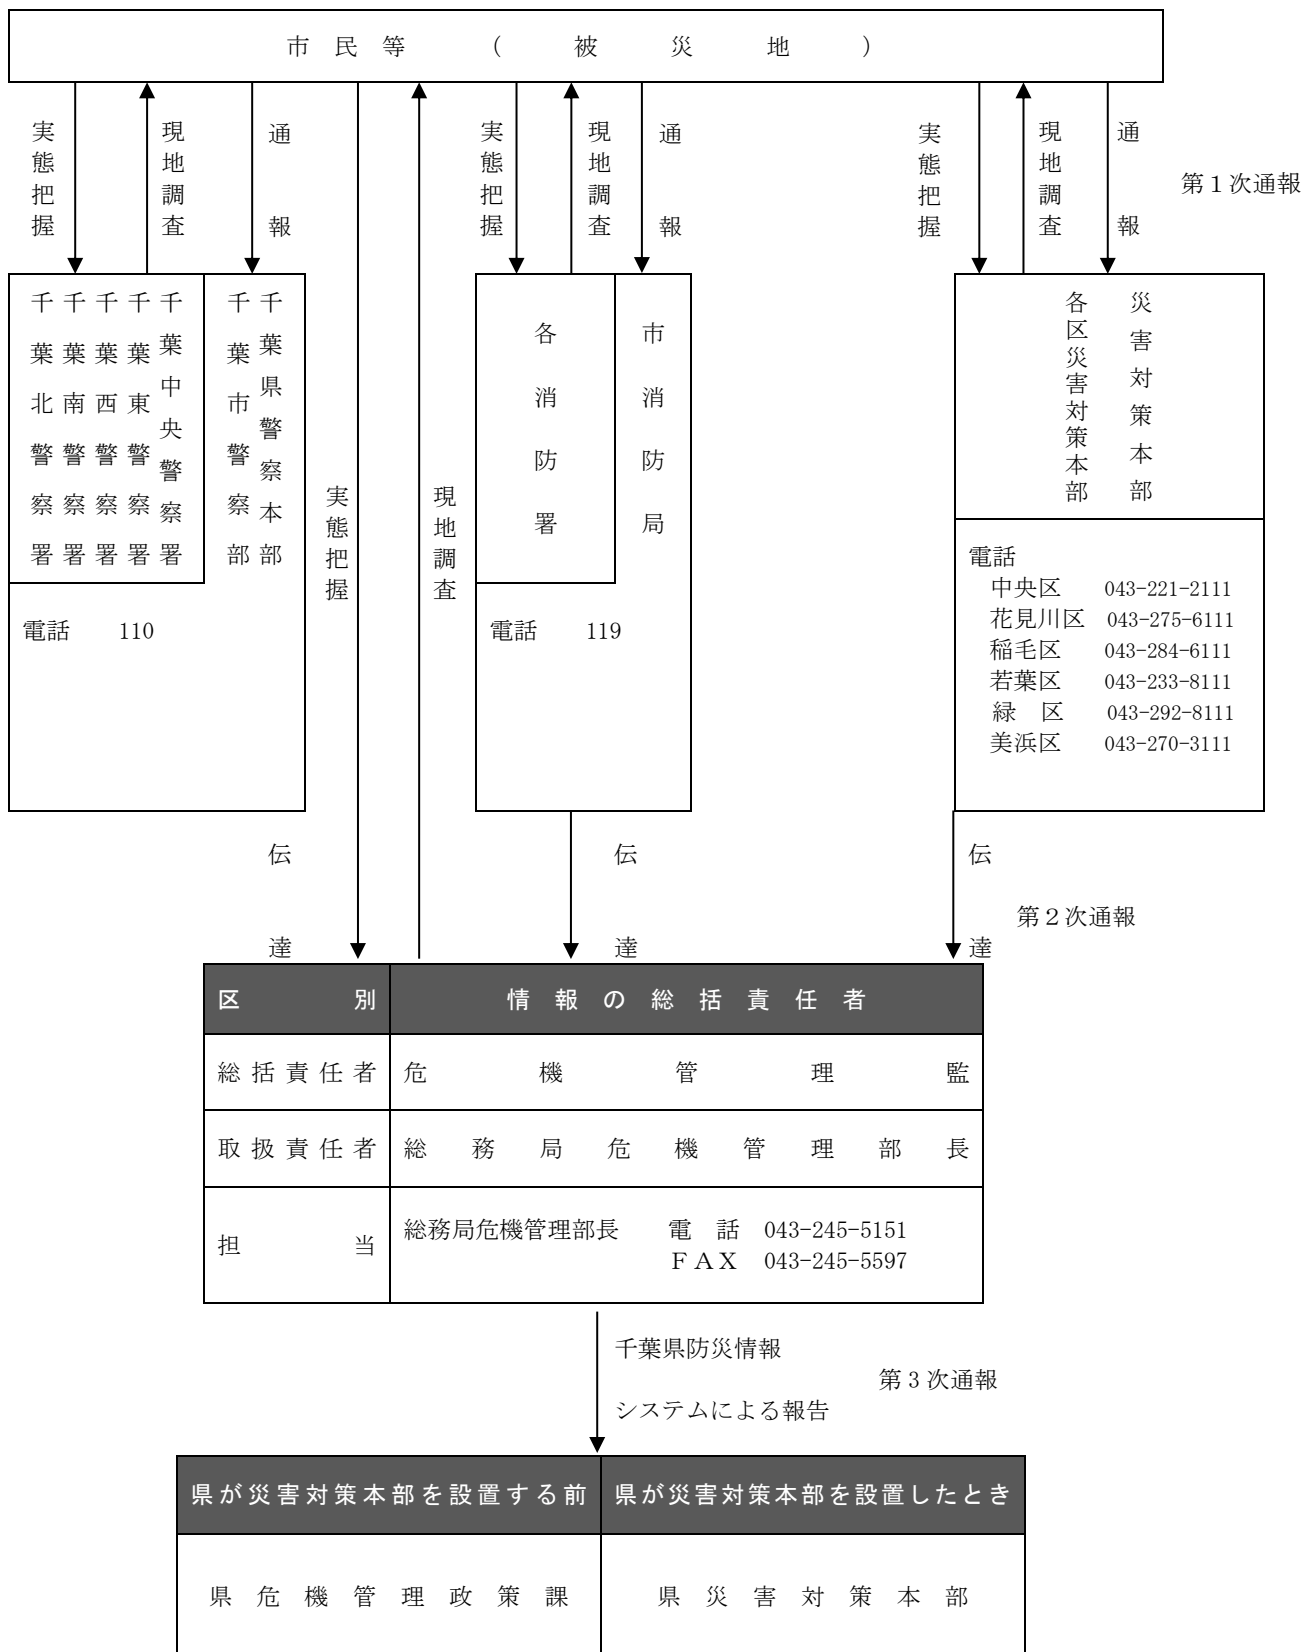 市民等(被災地)
実態把握
現地調査
通報
実態把握
現地調査
実態把握
現地調査
通報
実態把握
現地調査
通報
第1次通報
千葉北警察署
千葉南警察署
千葉西警察署
千葉東警察署
千葉中央警察署
千葉市警察部
千葉県警察本部
電話 110
各消防署
市消防局
電話 119
各区災害対策本部
災害対策本部
電話
中央区 043-221-2111
花見川区 043-275-6111
稲毛区 043-284-6111
若葉区 043-233-8111
緑区 043-292-8111
美浜区 043-270-3111
伝達
伝達
伝達
第2次通報
区別 情報の総括責任者
総括責任者 危機管理監
取扱責任者 総務局危機管理部長
担当 総務局危機管理部長 電話 043-245-5151
FAX 043-245-5597
千葉県防災情報
システムによる報告
第3次通報
県が災害対策本部を設置する前 県が災害対策本部を設置したとき
県危機管理政策課 県災害対策本部